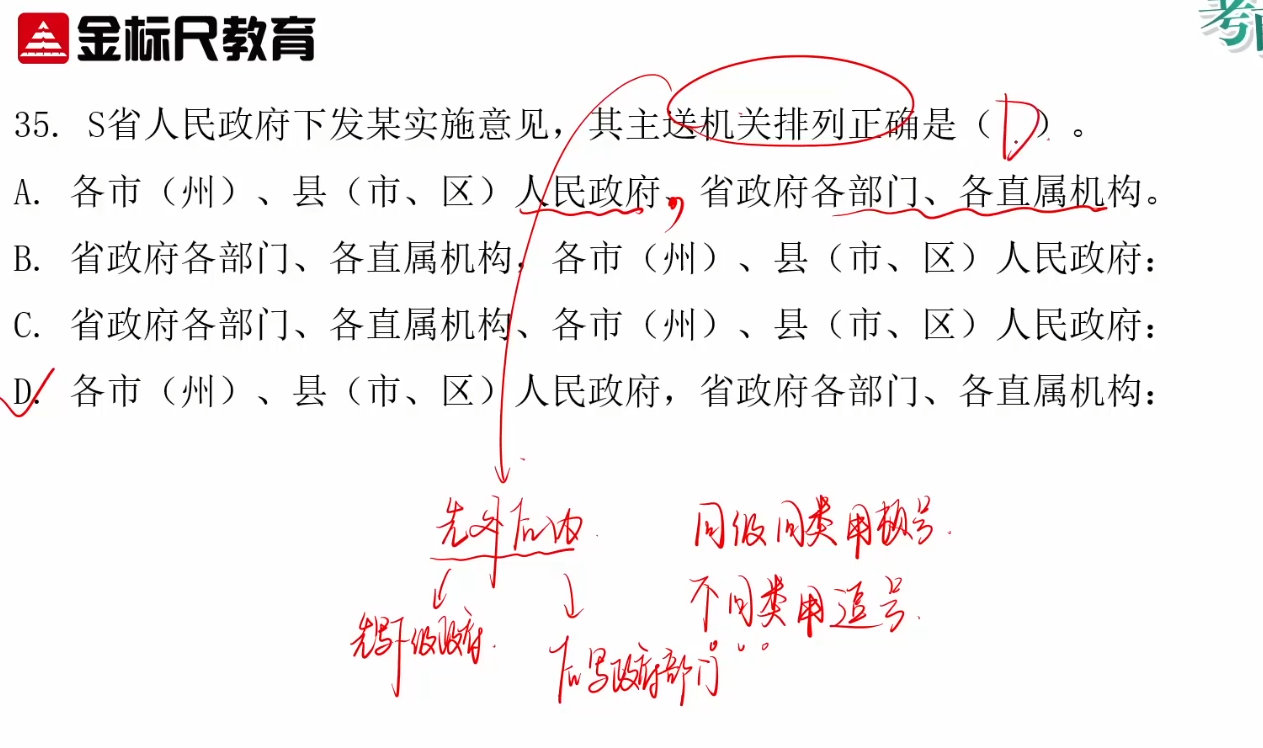 金标尺教育
考
35. S省人民政府下发某实施意见，其主送机关排列正确是（D）。
A. 各市（州）、县（市、区）人民政府，省政府各部门、各直属机构。
B. 省政府各部门、各直属机构，各市（州）、县（市、区）人民政府：
C. 省政府各部门、各直属机构、各市（州）、县（市、区）人民政府：
D. 各市（州）、县（市、区）人民政府，省政府各部门、各直属机构：
先外后内.
同级同类用顿号.
不同类用逗号.
先写下级政府.
后写政府部门